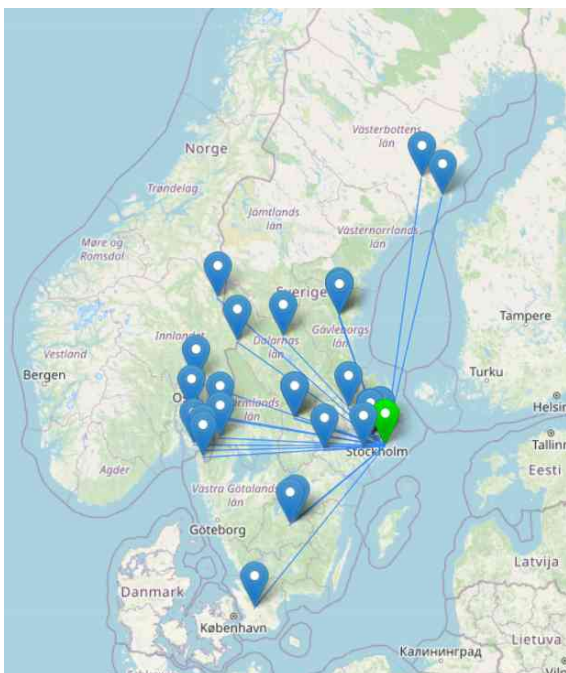 Västerbottens
län
Norge
Trøndelag
Jämtlands
län
Västernorrlands
län
Møre og
Romsdal
Sverige
Tampere
Innlandet
Dalarnas
län
Gävleborgs
län
Vestland
Bergen
Turku
Helsin
Stockholm
Tallin
Eesti
Agder
Västra Götalands
län
Göteborg
Latvija
Danmark
København
Lietuva
Калининград